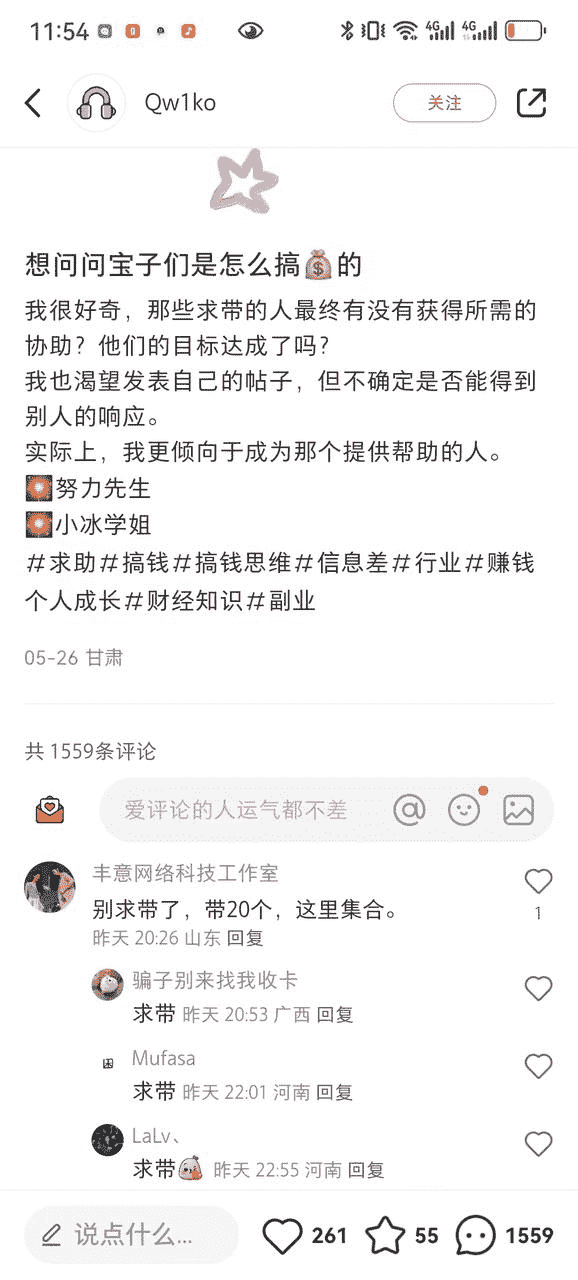 11:54
4G 4G
Qw1ko
关注
想问问宝子们是怎么搞💰的
我很好奇，那些求带的人最终有没有获得所需的
协助？他们的目标达成了吗？
我也渴望发表自己的帖子，但不确定是否能得到
别人的响应。
实际上，我更倾向于成为那个提供帮助的人。
努力先生
小冰学姐
#求助#搞钱#搞钱思维#信息差#行业#赚钱
个人成长#财经知识#副业
05-26 甘肃
共 1559条评论
爱评论的人运气都不差
丰意网络科技工作室
别求带了，带20个，这里集合。
1
昨天 20:26 山东 回复
骗子别来找我收卡
求带 昨天 20:53 广西 回复
Mufasa
求带 昨天 22:01 河南 回复
LaLv、
求带 昨天 22:55 河南 回复
说点什么... 261 55 1559